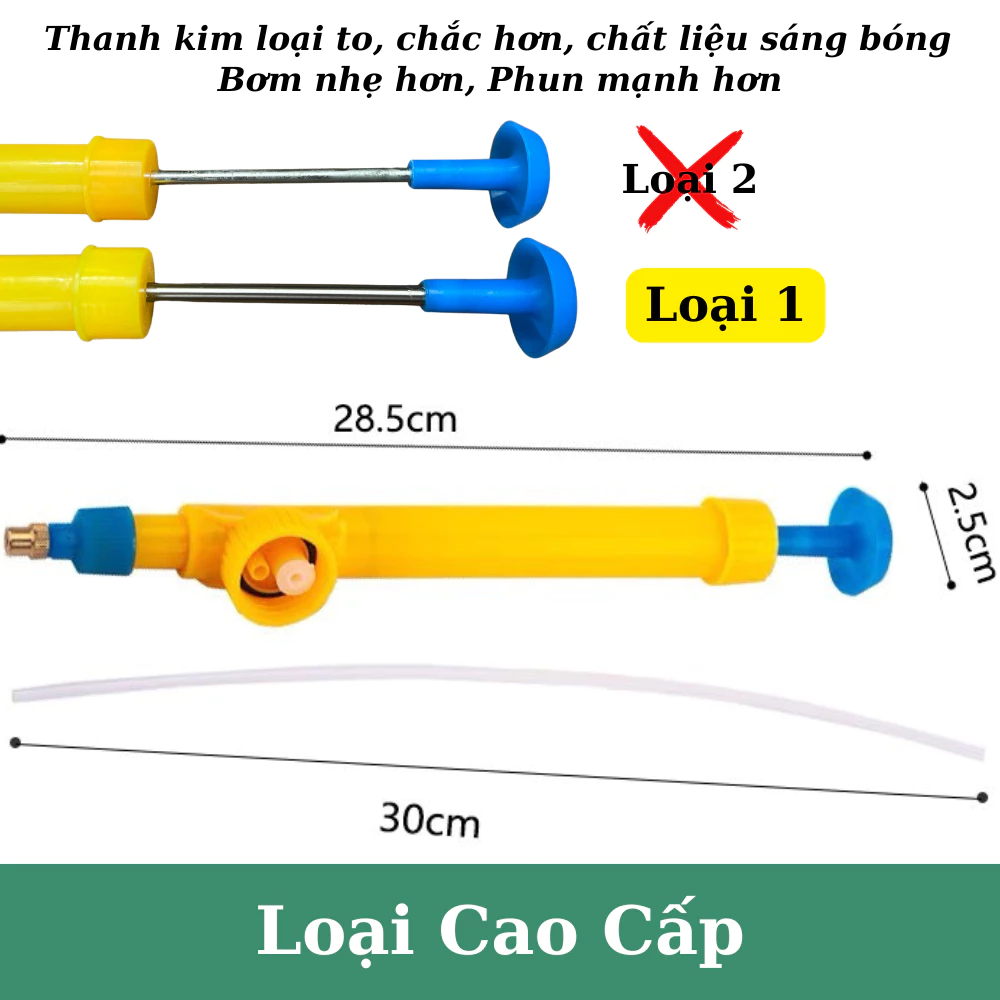 Thanh kim loại to, chắc hơn, chất liệu sáng bóng
Bơm nhẹ hơn, Phun mạnh hơn
Loại 2
Loại 1
28.5cm
2.5cm
30cm
Loại Cao Cấp